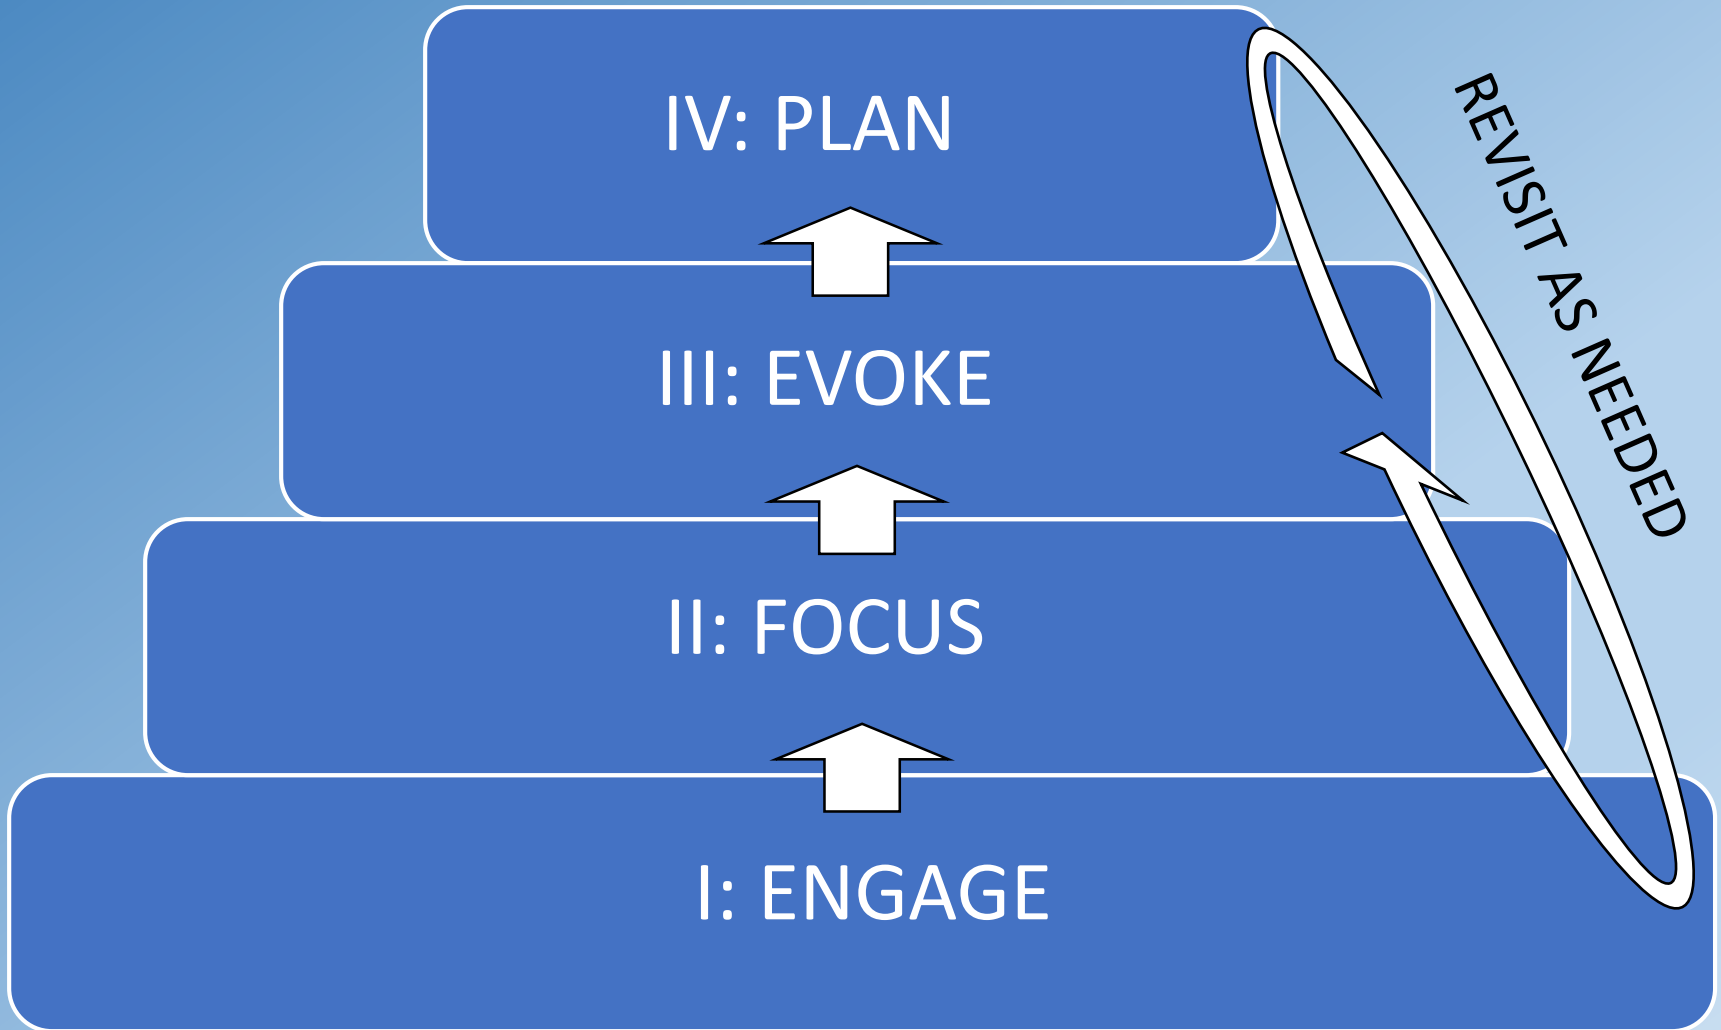 IV: PLAN
III: EVOKE
II: FOCUS
I: ENGAGE
REVISIT AS NEEDED